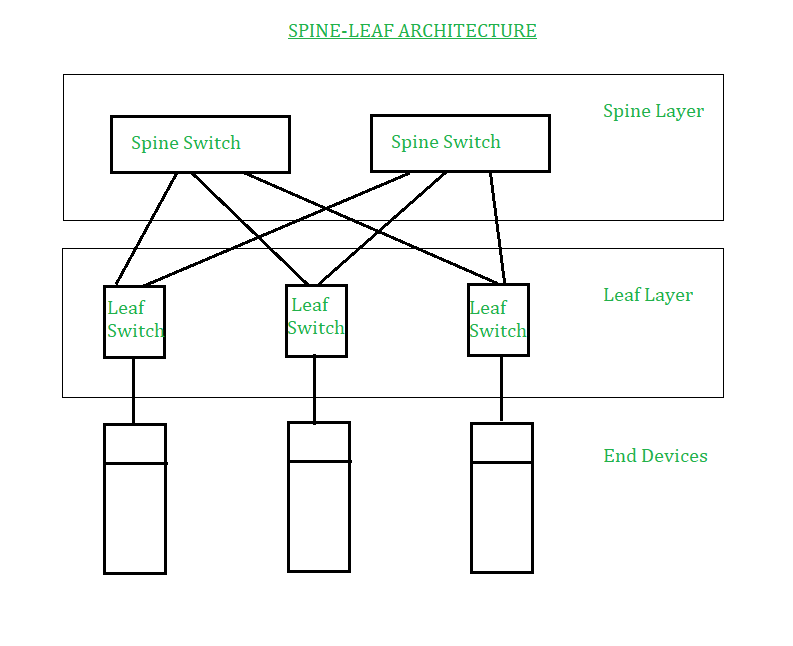 SPINE-LEAF ARCHITECTURE
Spine Layer
Spine Switch
Spine Switch
Leaf Layer
Leaf
Switch
Leaf
Switch
Leaf
Switch
End Devices